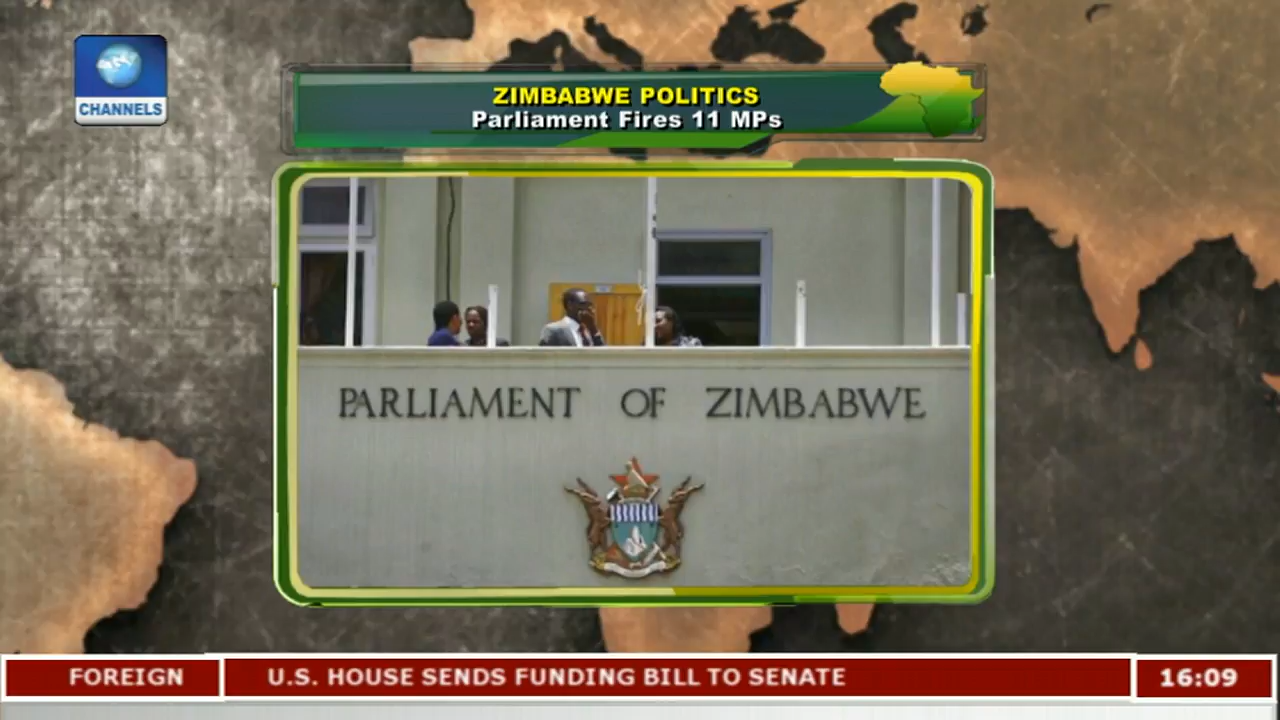 CHANNELS
ZIMBABWE POLITICS
Parliament Fires 11 MPs
PARLIAMENT OF ZIMBABWE
FOREIGN
U.S. HOUSE SENDS FUNDING BILL TO SENATE
16:09